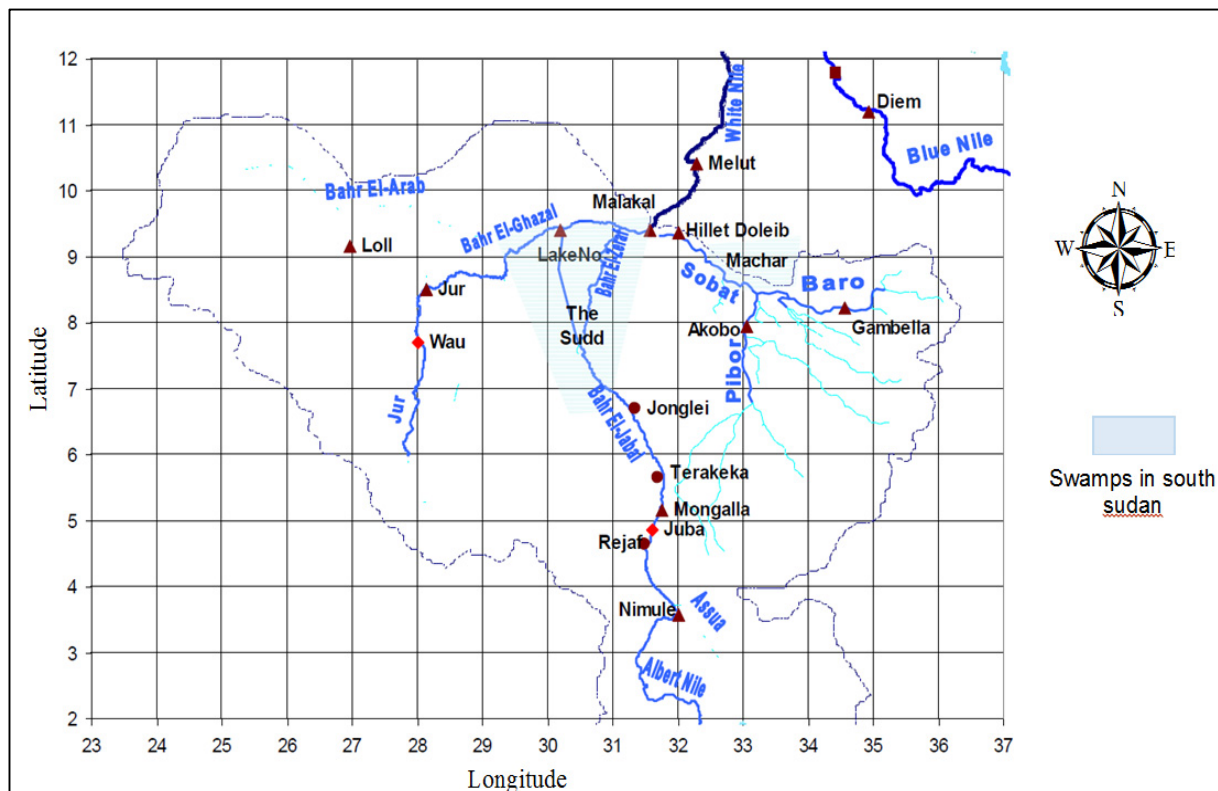 12
11
10
9
8
7
6
5
4
3
2
Latitude
23 24 25 26 27 28 29 30 31 32 33 34 35 36 37
Longitude
White Nile
Diem
Blue Nile
Melut
Bahr El-Arab
Malakal
Bahr El-Ghazal
Hillet Doleib
Loll
LakeNo
Bahr El-Zeraf
Machar
Sobat
Baro
Jur
The
Sudd
Akobo
Gambella
Wau
Pibor
Jur
Bahr El-Jabal
Jonglei
Terakeka
Mongalla
Juba
Rejaf
Nimule
Assua
Albert Nile
N
W
E
S
Swamps in south
sudan